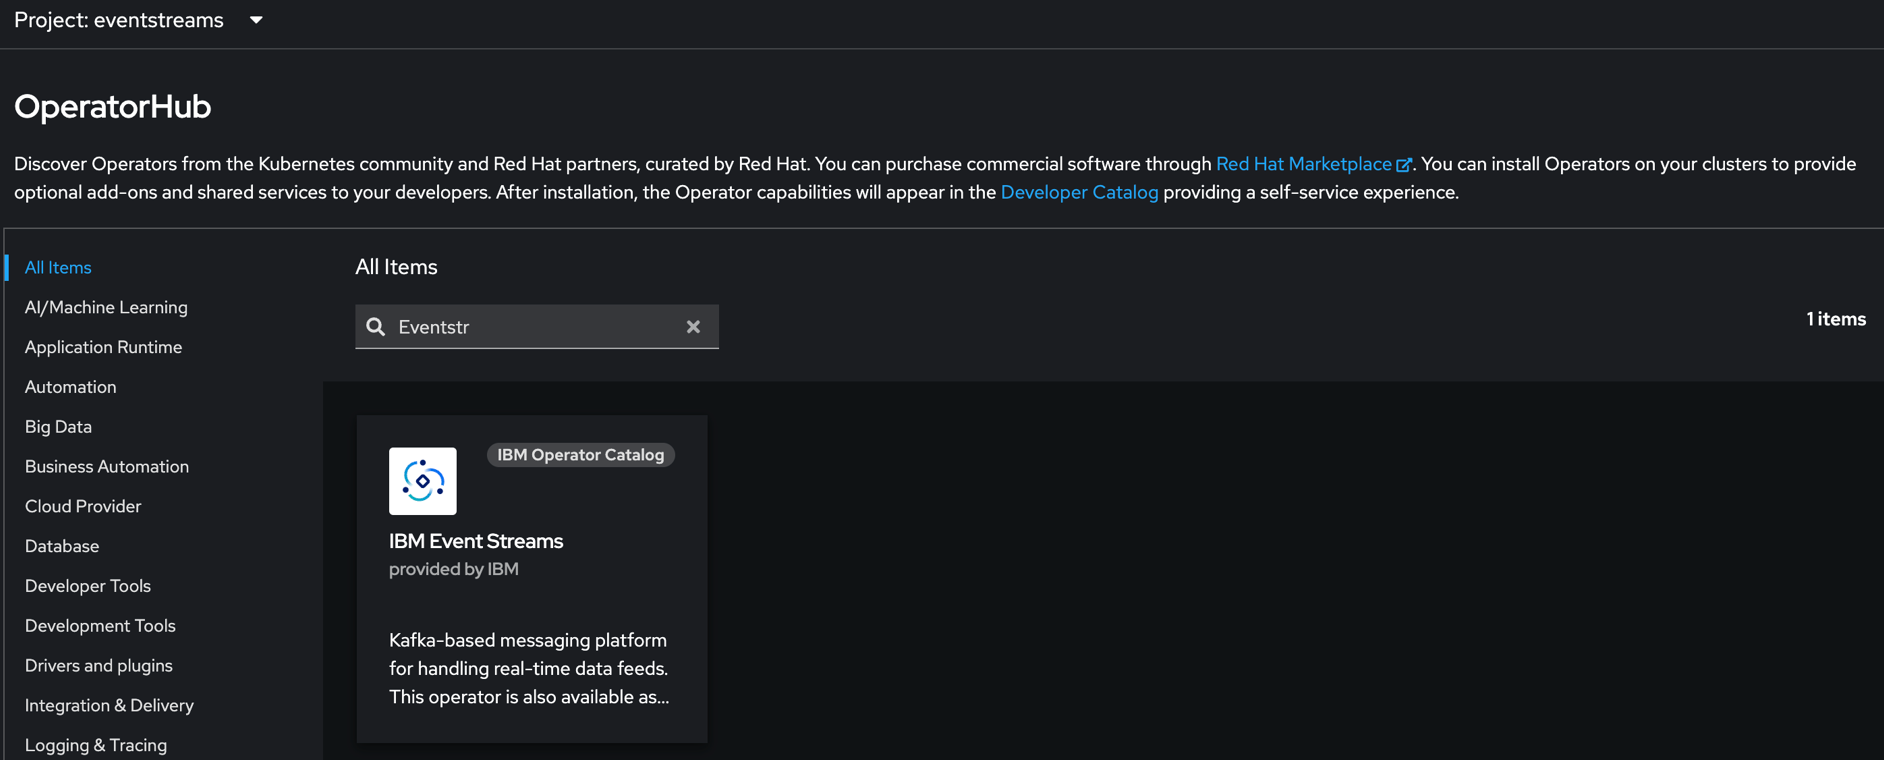 Project: eventstreams
OperatorHub
Discover Operators from the Kubernetes community and Red Hat partners, curated by Red Hat. You can purchase commercial software through Red Hat Marketplace. You can install Operators on your clusters to provide
optional add-ons and shared services to your developers. After installation, the Operator capabilities will appear in the Developer Catalog providing a self-service experience.
All Items
AI/Machine Learning
Application Runtime
Automation
Big Data
Business Automation
Cloud Provider
Database
Developer Tools
Development Tools
Drivers and plugins
Integration & Delivery
Logging & Tracing
All Items
Eventstr
1 items
IBM Operator Catalog
IBM Event Streams
provided by IBM
Kafka-based messaging platform
for handling real-time data feeds.
This operator is also available as...